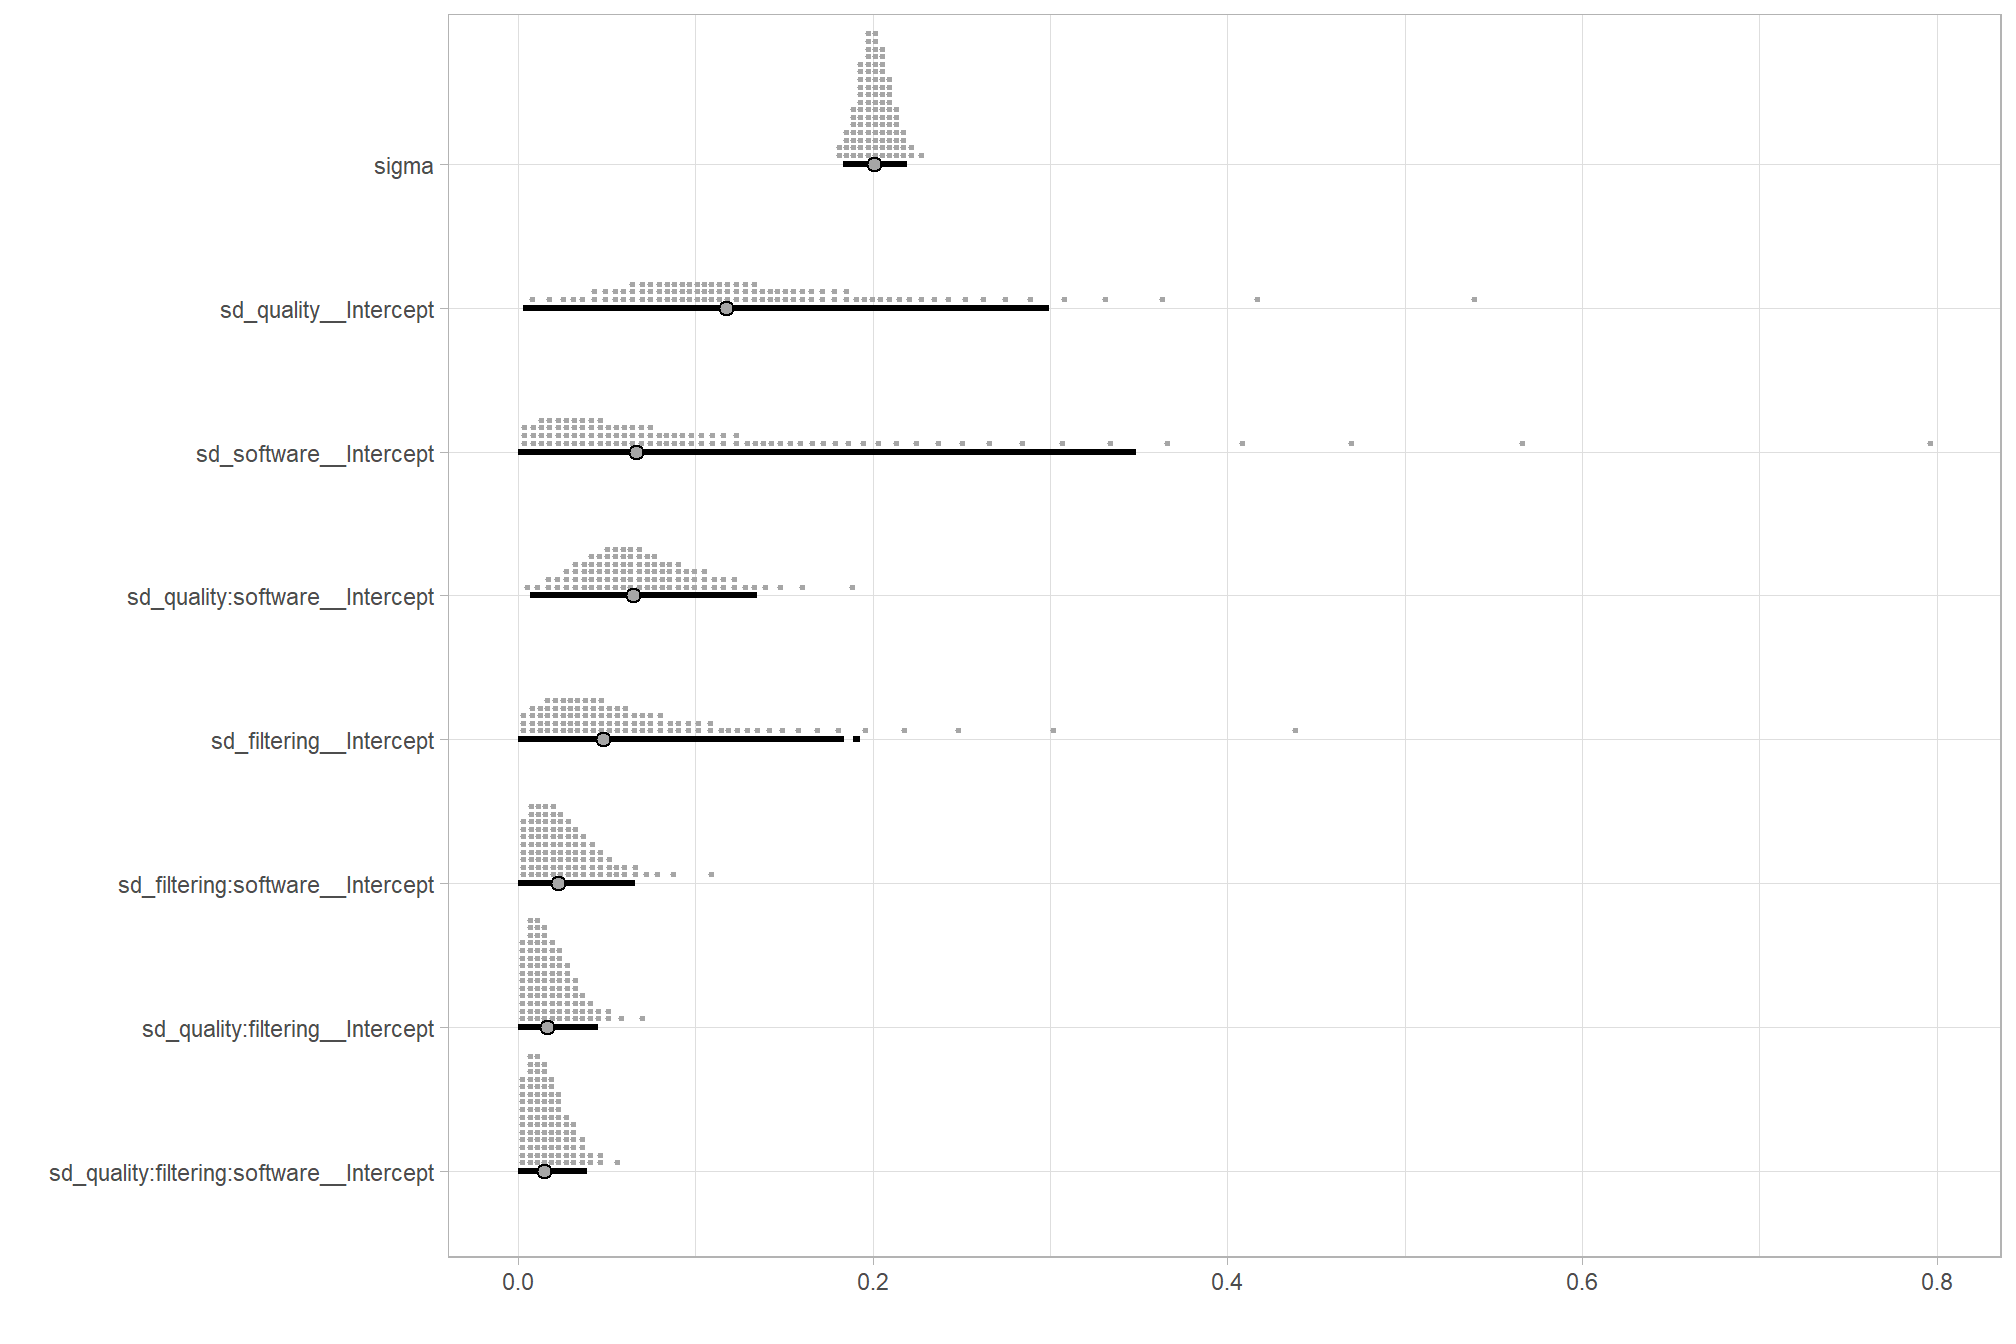 sigma
sd_quality__Intercept
sd_software__Intercept
sd_quality:software__Intercept
sd_filtering__Intercept
sd_filtering:software__Intercept
sd_quality:filtering__Intercept
sd_quality:filtering:software__Intercept
0.0 0.2 0.4 0.6 0.8